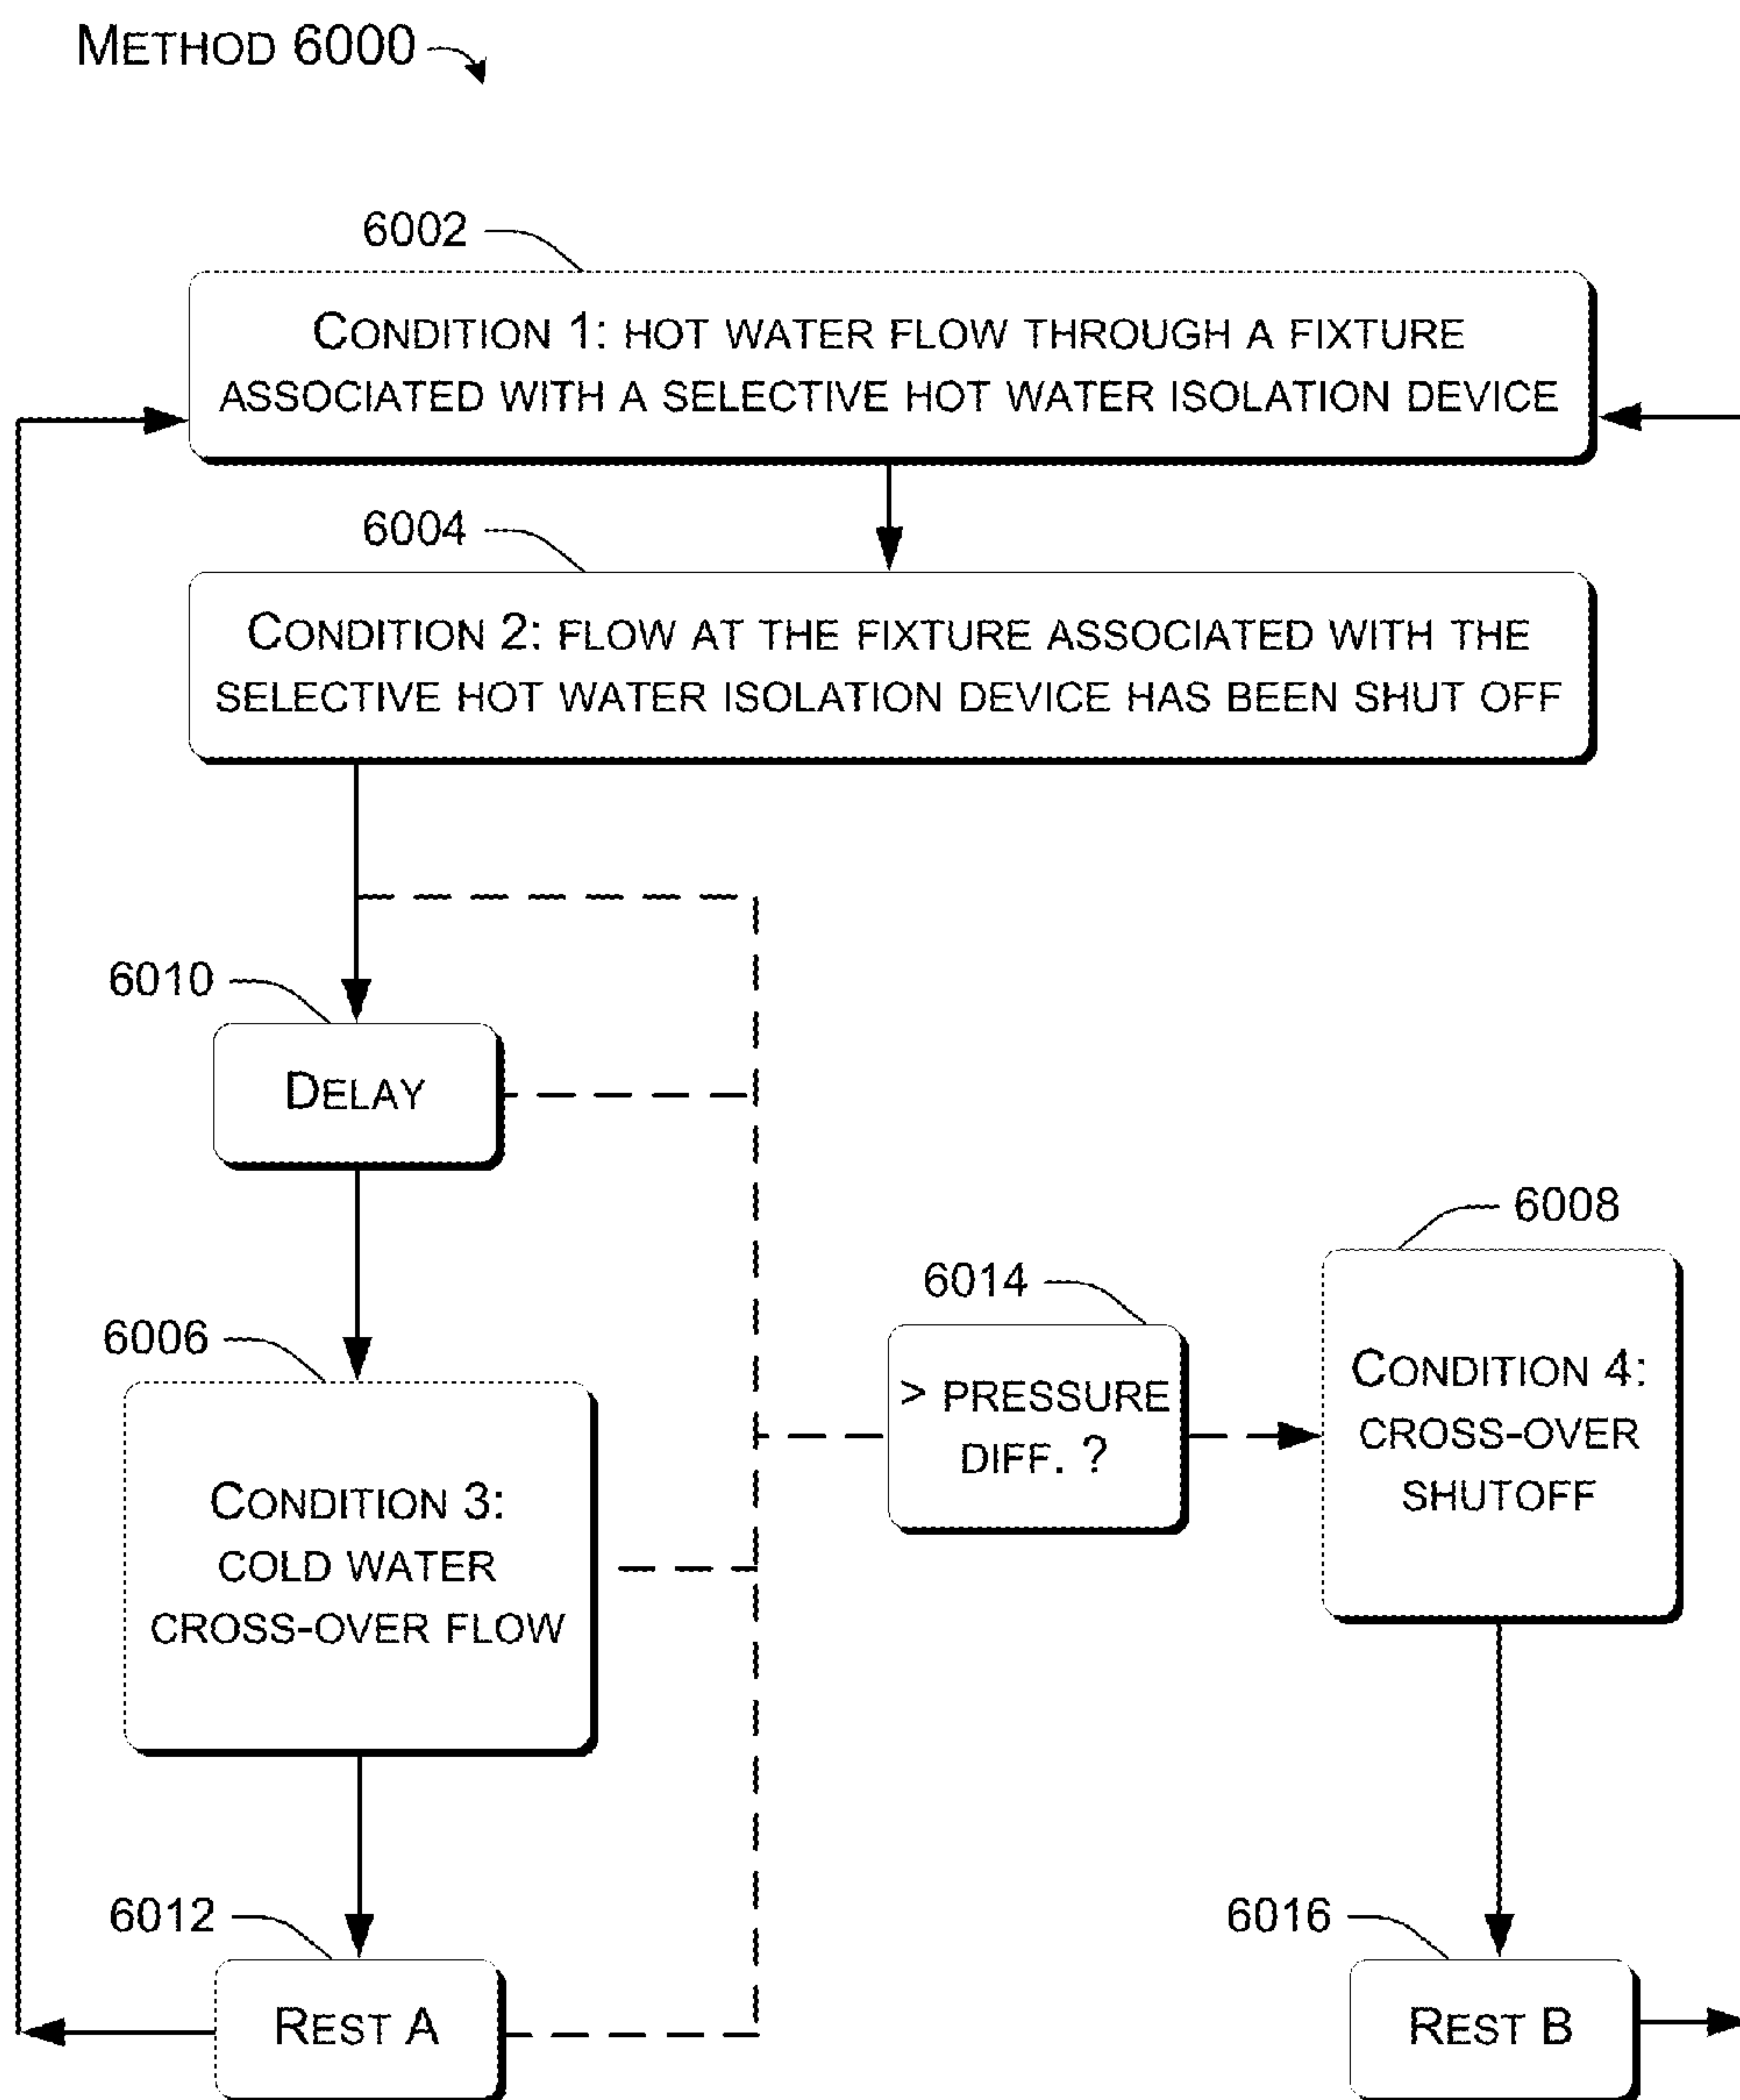 METHOD 6000
6002
CONDITION 1: HOT WATER FLOW THROUGH A FIXTURE
ASSOCIATED WITH A SELECTIVE HOT WATER ISOLATION DEVICE
6004
CONDITION 2: FLOW AT THE FIXTURE ASSOCIATED WITH THE
SELECTIVE HOT WATER ISOLATION DEVICE HAS BEEN SHUT OFF
6010
DELAY
6006
CONDITION 3:
COLD WATER
CROSS-OVER FLOW
6014
> PRESSURE
DIFF. ?
6008
CONDITION 4:
CROSS-OVER
SHUTOFF
6012
REST A
6016
REST B